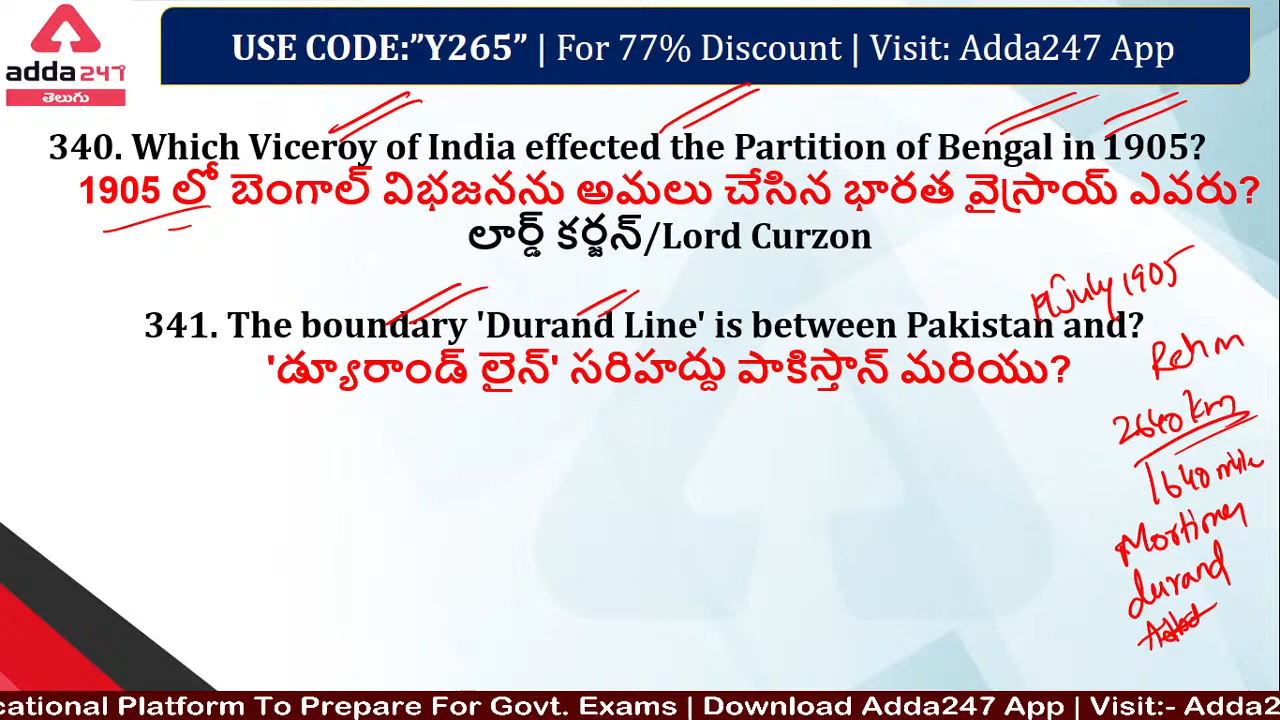 adda247
తెలుగు
USE CODE:”Y265” | For 77% Discount | Visit: Adda247 App
340. Which Viceroy of India effected the Partition of Bengal in 1905?
1905 లో బెంగాల్ విభజనను అమలు చేసిన భారత వైస్రాయ్ ఎవరు?
లార్డ్ కర్జన్/Lord Curzon
July 1905
341. The boundary 'Durand Line' is between Pakistan and?
'డ్యూరాండ్ లైన్' సరిహద్దు పాకిస్తాన్ మరియు?
2640 km
1640 mile
Mortimer
durand
cational Platform To Prepare For Govt. Exams | Download Adda247 App | Visit:- Adda2